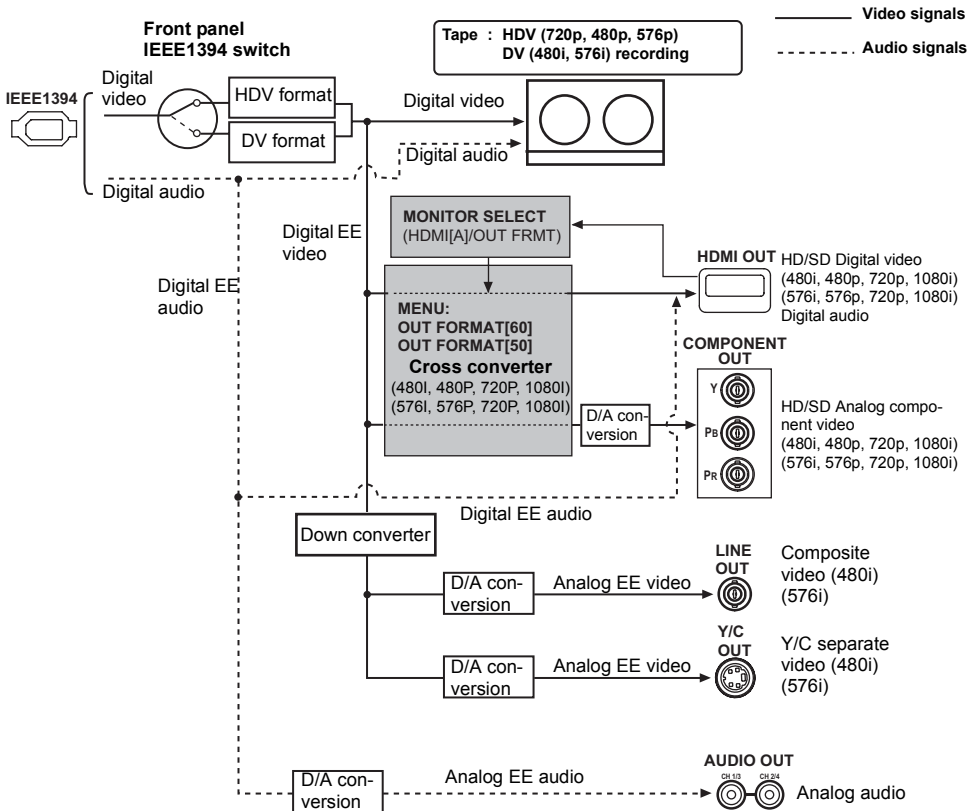 Front panel
IEEE1394 switch
Tape : HDV (720p, 480p, 576p)
DV (480i, 576i) recording
Video signals
Audio signals
IEEE1394
Digital
video
HDV format
DV format
Digital video
Digital audio
Digital audio
Digital EE
video
MONITOR SELECT
(HDMI[A]/OUT FRMT)
HDMI OUT
HD/SD Digital video
(480i, 480p, 720p, 1080i)
(576i, 576p, 720p, 1080i)
Digital audio
Digital EE
audio
MENU:
OUT FORMAT[60]
OUT FORMAT[50]
Cross converter
(480I, 480P, 720P, 1080I)
(576I, 576P, 720P, 1080I)
COMPONENT
OUT
Y
PB
PR
D/A con-
version
HD/SD Analog compo-
nent video
(480i, 480p, 720p, 1080i)
(576i, 576p, 720p, 1080i)
Digital EE audio
Down converter
D/A con-
version
Analog EE video
LINE
OUT
Composite
video (480i)
(576i)
D/A con-
version
Analog EE video
Y/C
OUT
Y/C separate
video (480i)
(576i)
D/A con-
version
Analog EE audio
AUDIO OUT
CH 1/3
CH 2/4
Analog audio